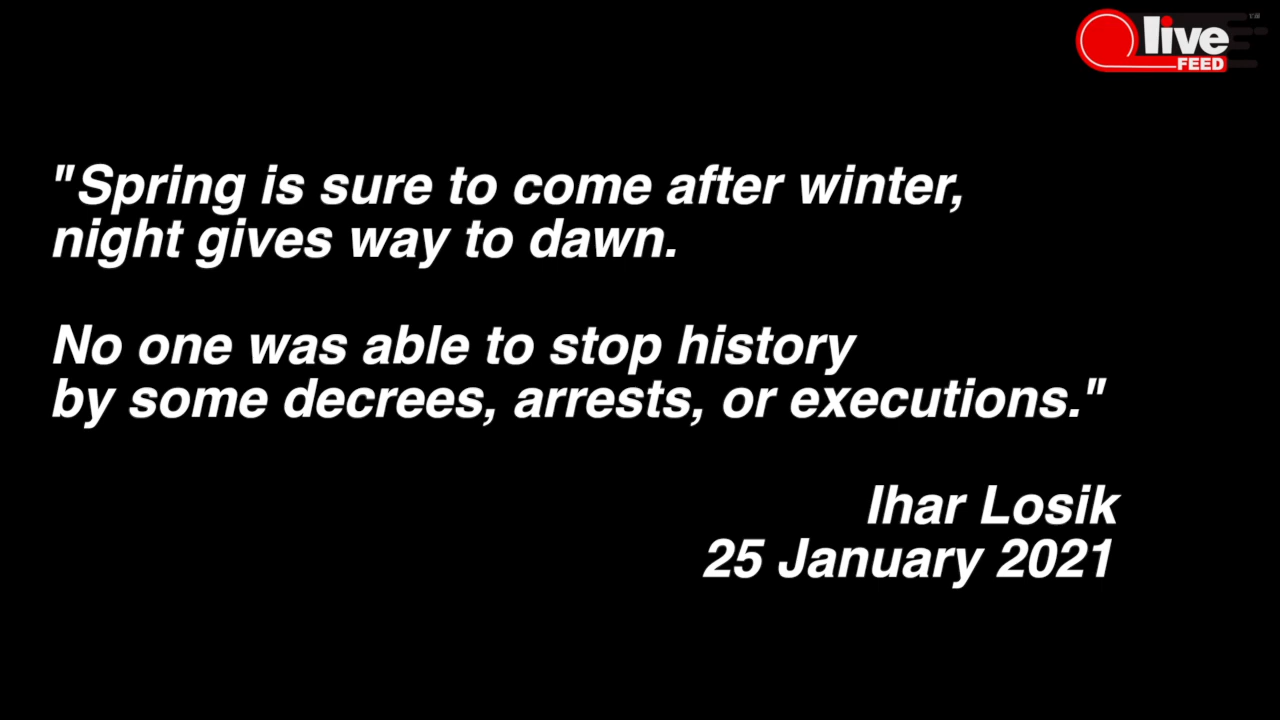 live
FEED
"Spring is sure to come after winter,
night gives way to dawn.
No one was able to stop history
by some decrees, arrests, or executions."
Ihar Losik
25 January 2021